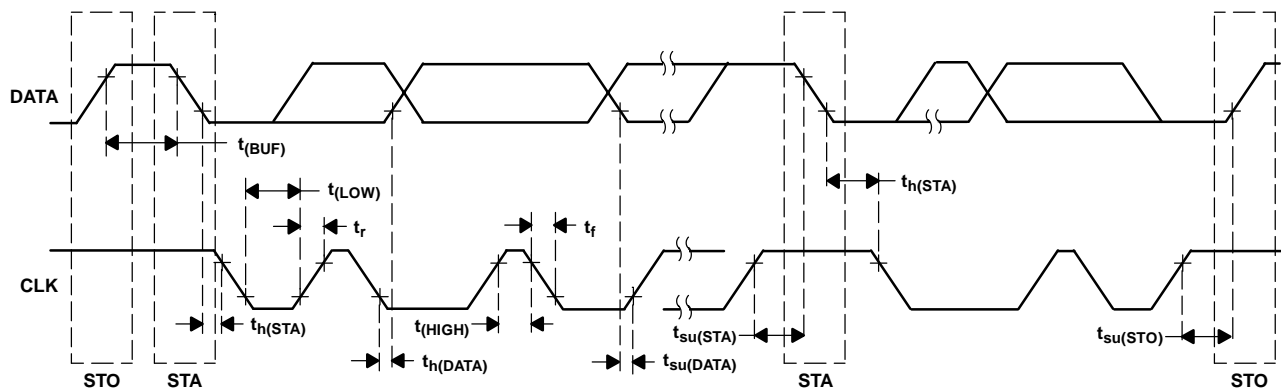 DATA
t(BUF)
t(LOW)
th(STA)
tr
tf
CLK
th(STA)
t(HIGH)
tsu(STA)
tsu(STO)
th(DATA)
tsu(DATA)
STO
STA
STA
STO